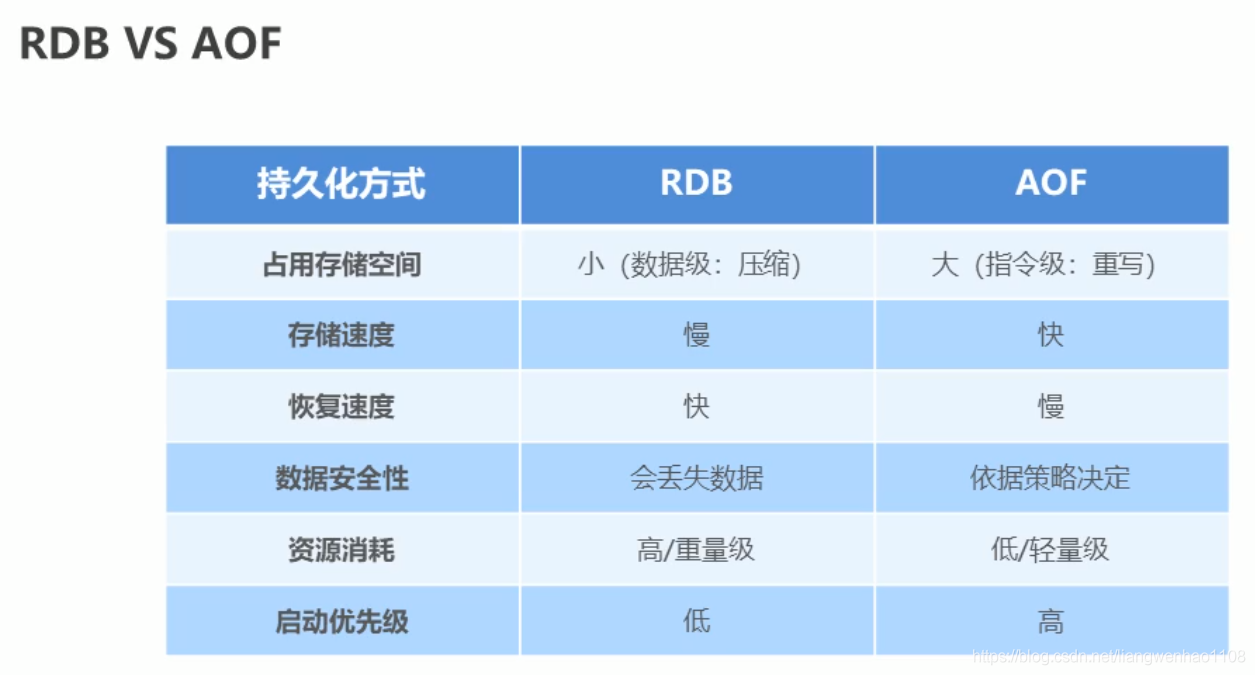 RDB VS AOF
持久化方式 RDB AOF
占用存储空间 小（数据级：压缩） 大（指令级：重写）
存储速度 慢 快
恢复速度 快 慢
数据安全性 会丢失数据 依据策略决定
资源消耗 高/重量级 低/轻量级
启动优先级 低 高
https://blog.csdn.net/liangwenhao1108